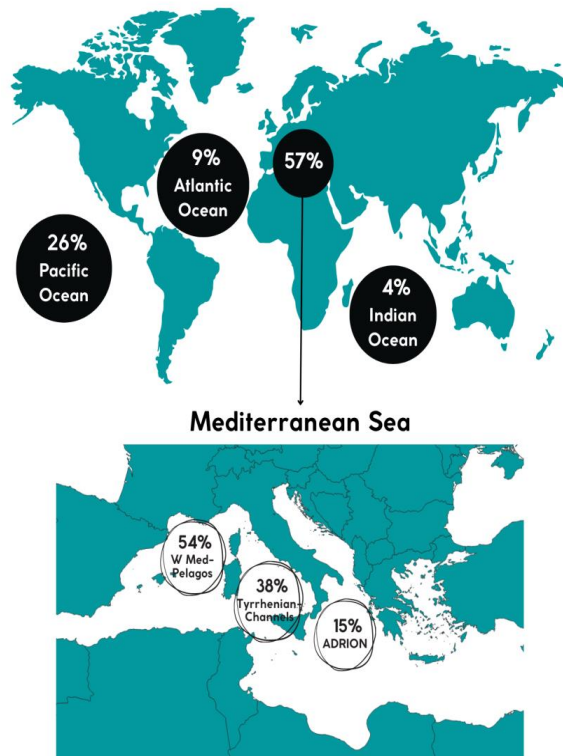 9%
Atlantic
Ocean
57%
26%
Pacific
Ocean
4%
Indian
Ocean
Mediterranean Sea
54%
W Med-
Pelagos
38%
Tyrrhenian-
Channels
15%
ADRION